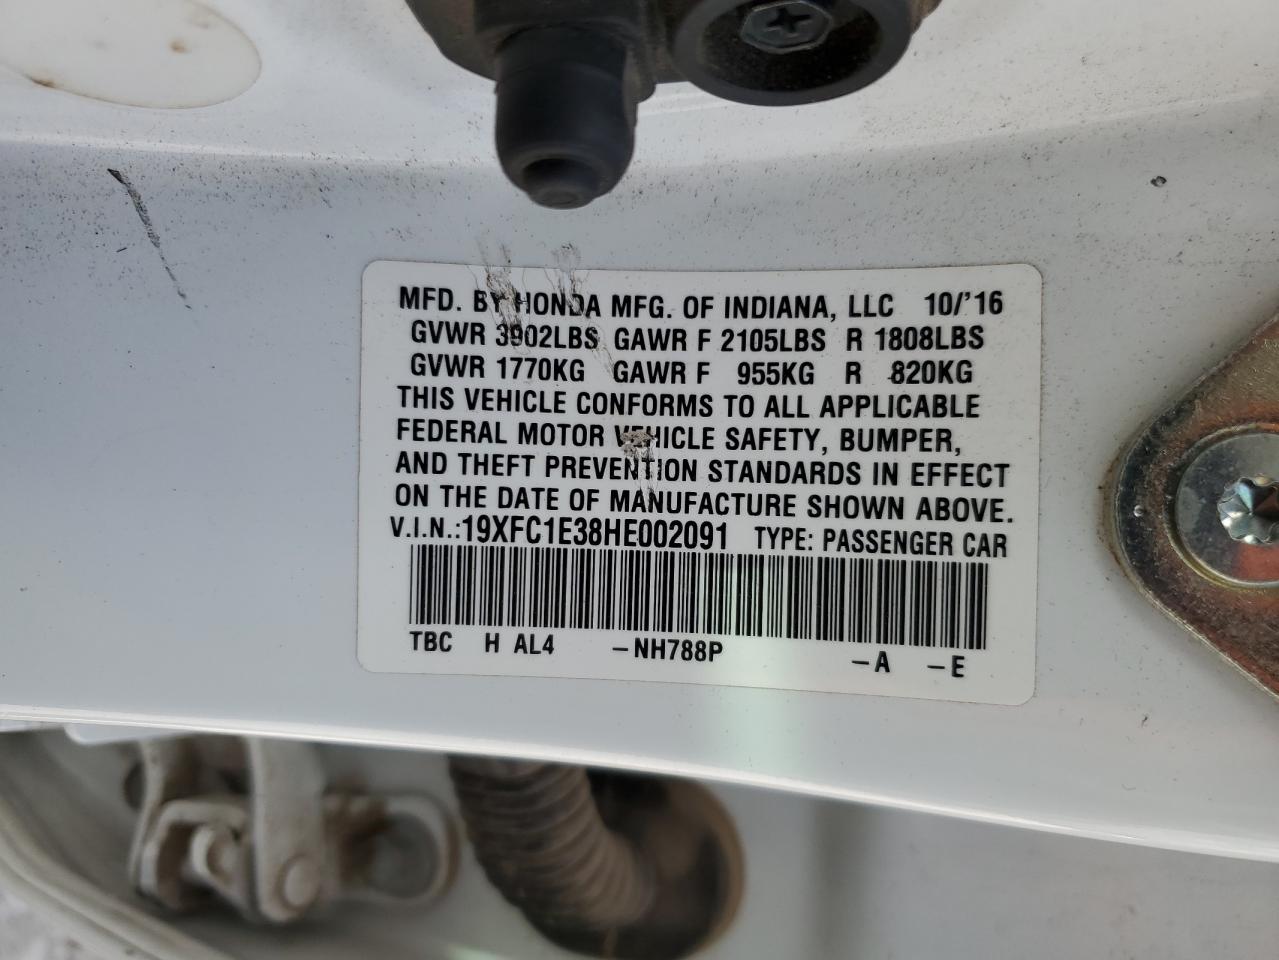 MFD. BY HONDA MFG. OF INDIANA, LLC 10/'16
GVWR 3902LBS GAWR F 2105LBS R 1808LBS
GVWR 1770KG GAWR F 955KG R 820KG
THIS VEHICLE CONFORMS TO ALL APPLICABLE
FEDERAL MOTOR VEHICLE SAFETY, BUMPER,
AND THEFT PREVENTION STANDARDS IN EFFECT
ON THE DATE OF MANUFACTURE SHOWN ABOVE.
V.I.N.:19XFC1E38HE002091 TYPE: PASSENGER CAR
TBC H AL4 -NH788P -A -E